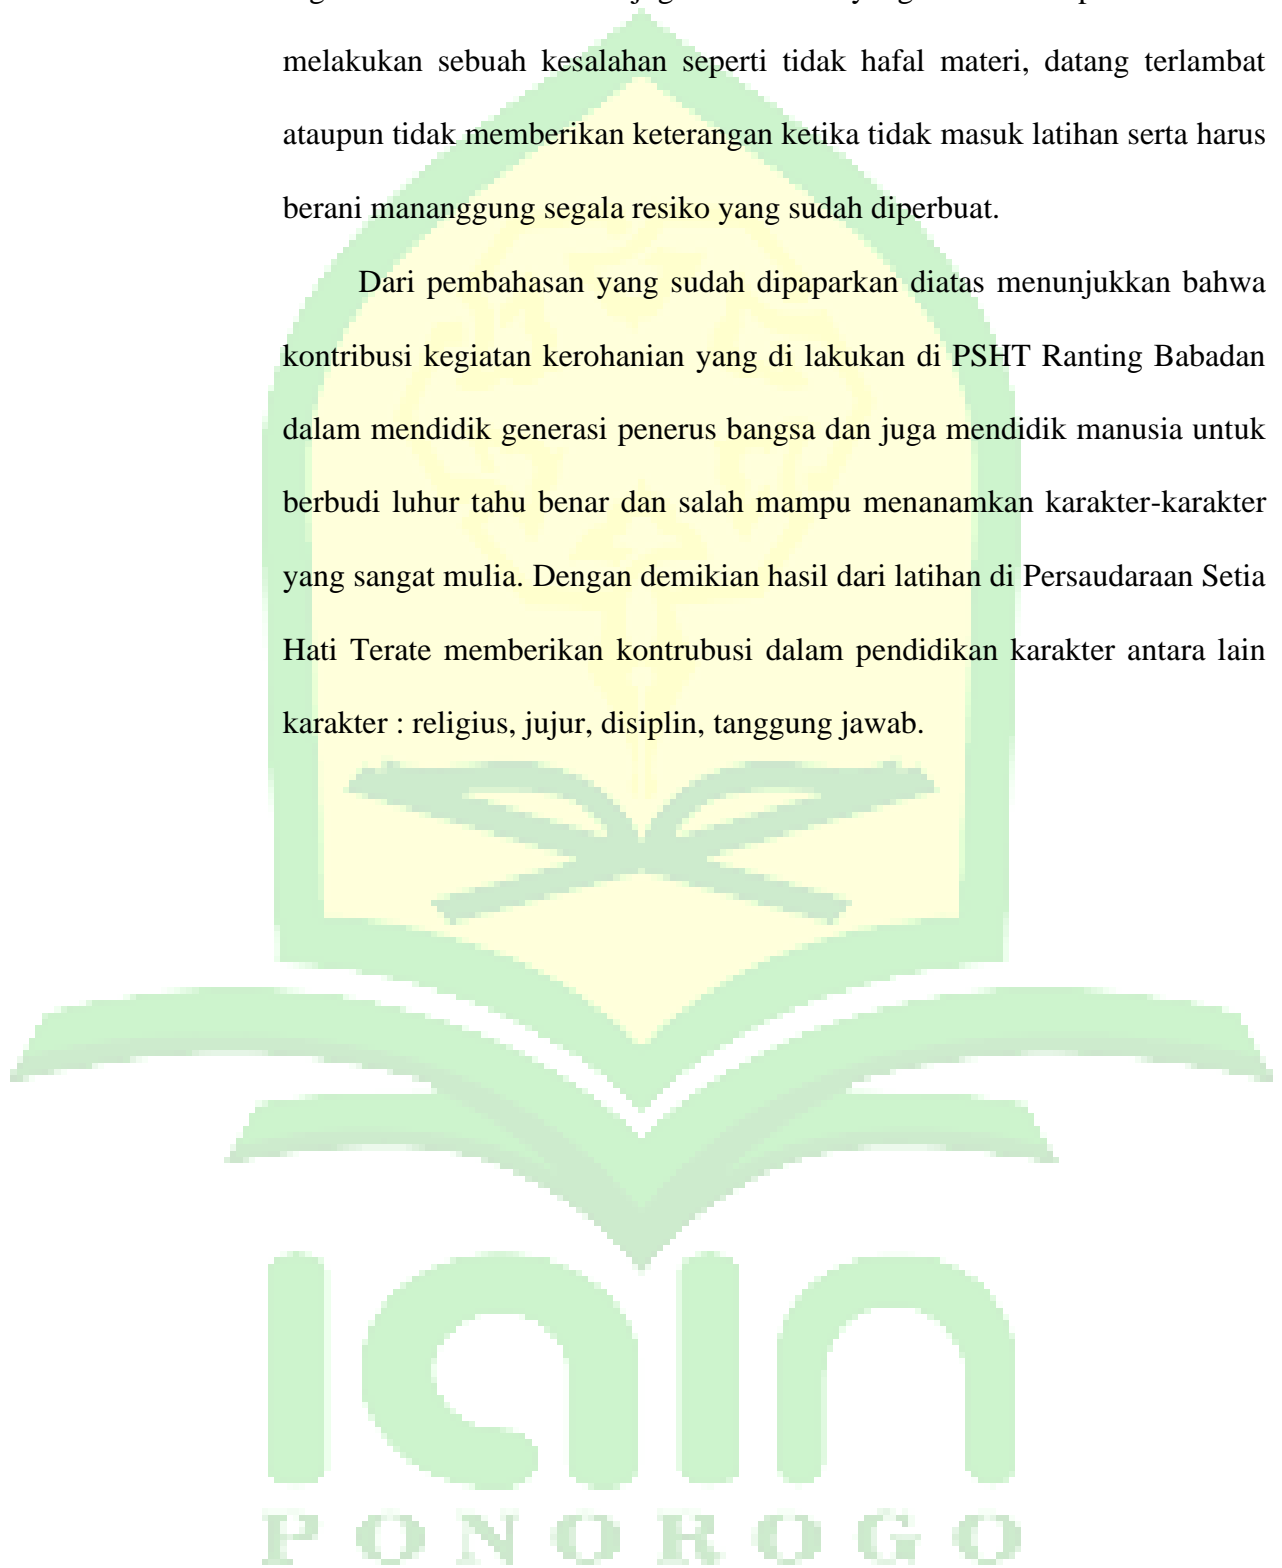 melakukan sebuah kesalahan seperti tidak hafal materi, datang terlambat
ataupun tidak memberikan keterangan ketika tidak masuk latihan serta harus
berani mananggung segala resiko yang sudah diperbuat.
Dari pembahasan yang sudah dipaparkan diatas menunjukkan bahwa
kontribusi kegiatan kerohanian yang di lakukan di PSHT Ranting Babadan
dalam mendidik generasi penerus bangsa dan juga mendidik manusia untuk
berbudi luhur tahu benar dan salah mampu menanamkan karakter-karakter
yang sangat mulia. Dengan demikian hasil dari latihan di Persaudaraan Setia
Hati Terate memberikan kontrubusi dalam pendidikan karakter antara lain
karakter : religius, jujur, disiplin, tanggung jawab.
iain
PONOROGO